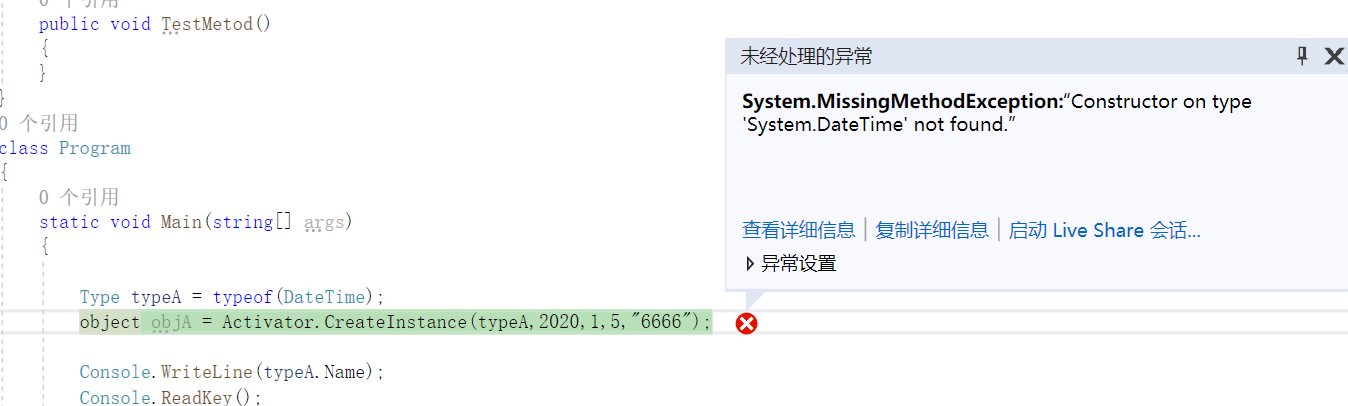 0 个引用
public void TestMetod()
{
}
}
0 个引用
class Program
{
0 个引用
static void Main(string[] args)
{
Type typeA = typeof(DateTime);
object objA = Activator.CreateInstance(typeA,2020,1,5,"6666");
Console.WriteLine(typeA.Name);
Console.ReadKey();
未经处理的异常
System.MissingMethodException:“Constructor on type
'System.DateTime' not found.”
查看详细信息 | 复制详细信息 | 启动 Live Share 会话...
异常设置